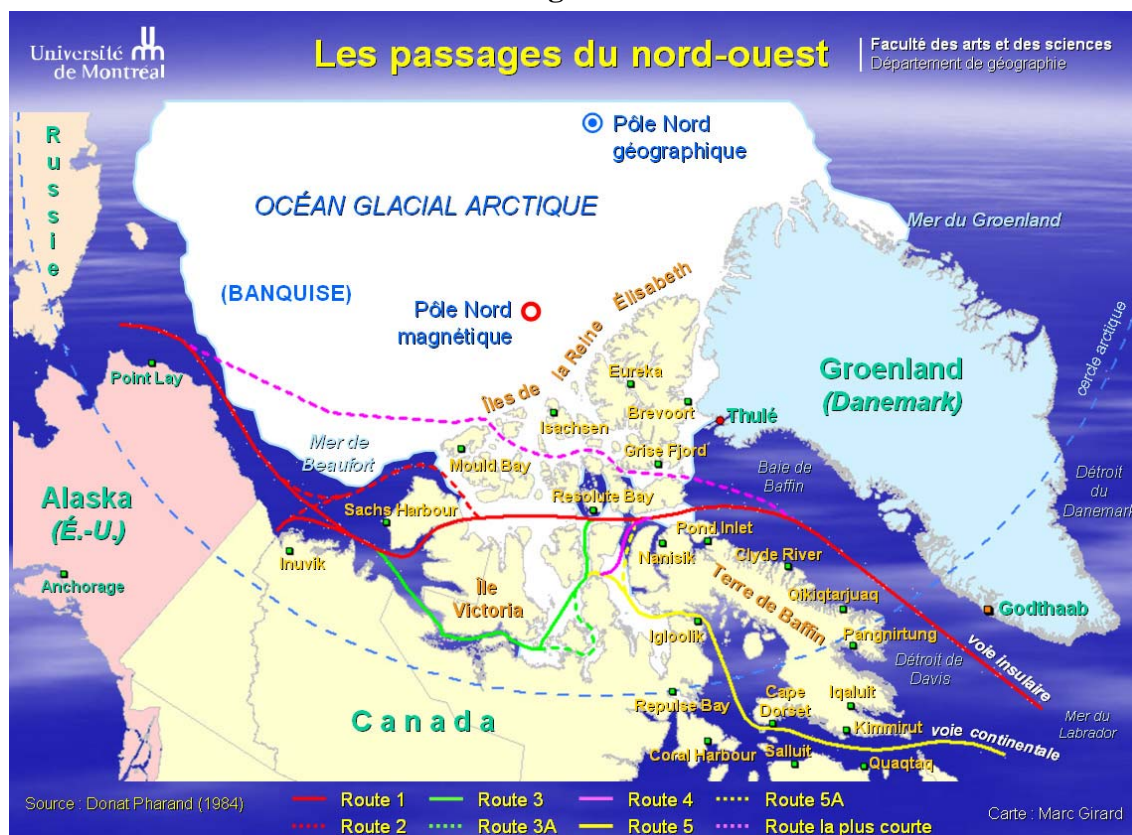 Université
de Montréal
Les passages du nord-ouest
Faculté des arts et des sciences
Département de géographie
Russie
Pôle Nord
géographique
OCÉAN GLACIAL ARCTIQUE
Mer du Groenland
(BANQUISE)
Pôle Nord
magnétique
Îles de la Reine Élisabeth
cercle arctique
Point Lay
Eureka
Groenland
(Danemark)
Brevoort
Isachsen
Thulé
Mer de
Beaufort
Mould Bay
Grise Fjord
Baie de
Baffin
Détroit
du
Danemark
Alaska
(É.-U.)
Sachs Harbour
Resolute Bay
Pond Inlet
Inuvik
Nanisik
Clyde River
Anchorage
Île
Victoria
Terre de Baffin
Qikiqtarjuaq
Godthaab
Igloolik
Pangnirtung
voie insulaire
Détroit de
Davis
Canada
Repulse Bay
Cape
Dorset
Iqaluit
Mer du
Labrador
Kimmirut
voie continentale
Coral Harbour
Salluit
Quaqtaq
Source : Donat Pharand (1984)
Route 1 Route 3 Route 4 Route 5A
Route 2 Route 3A Route 5 Route la plus courte
Carte : Marc Girard